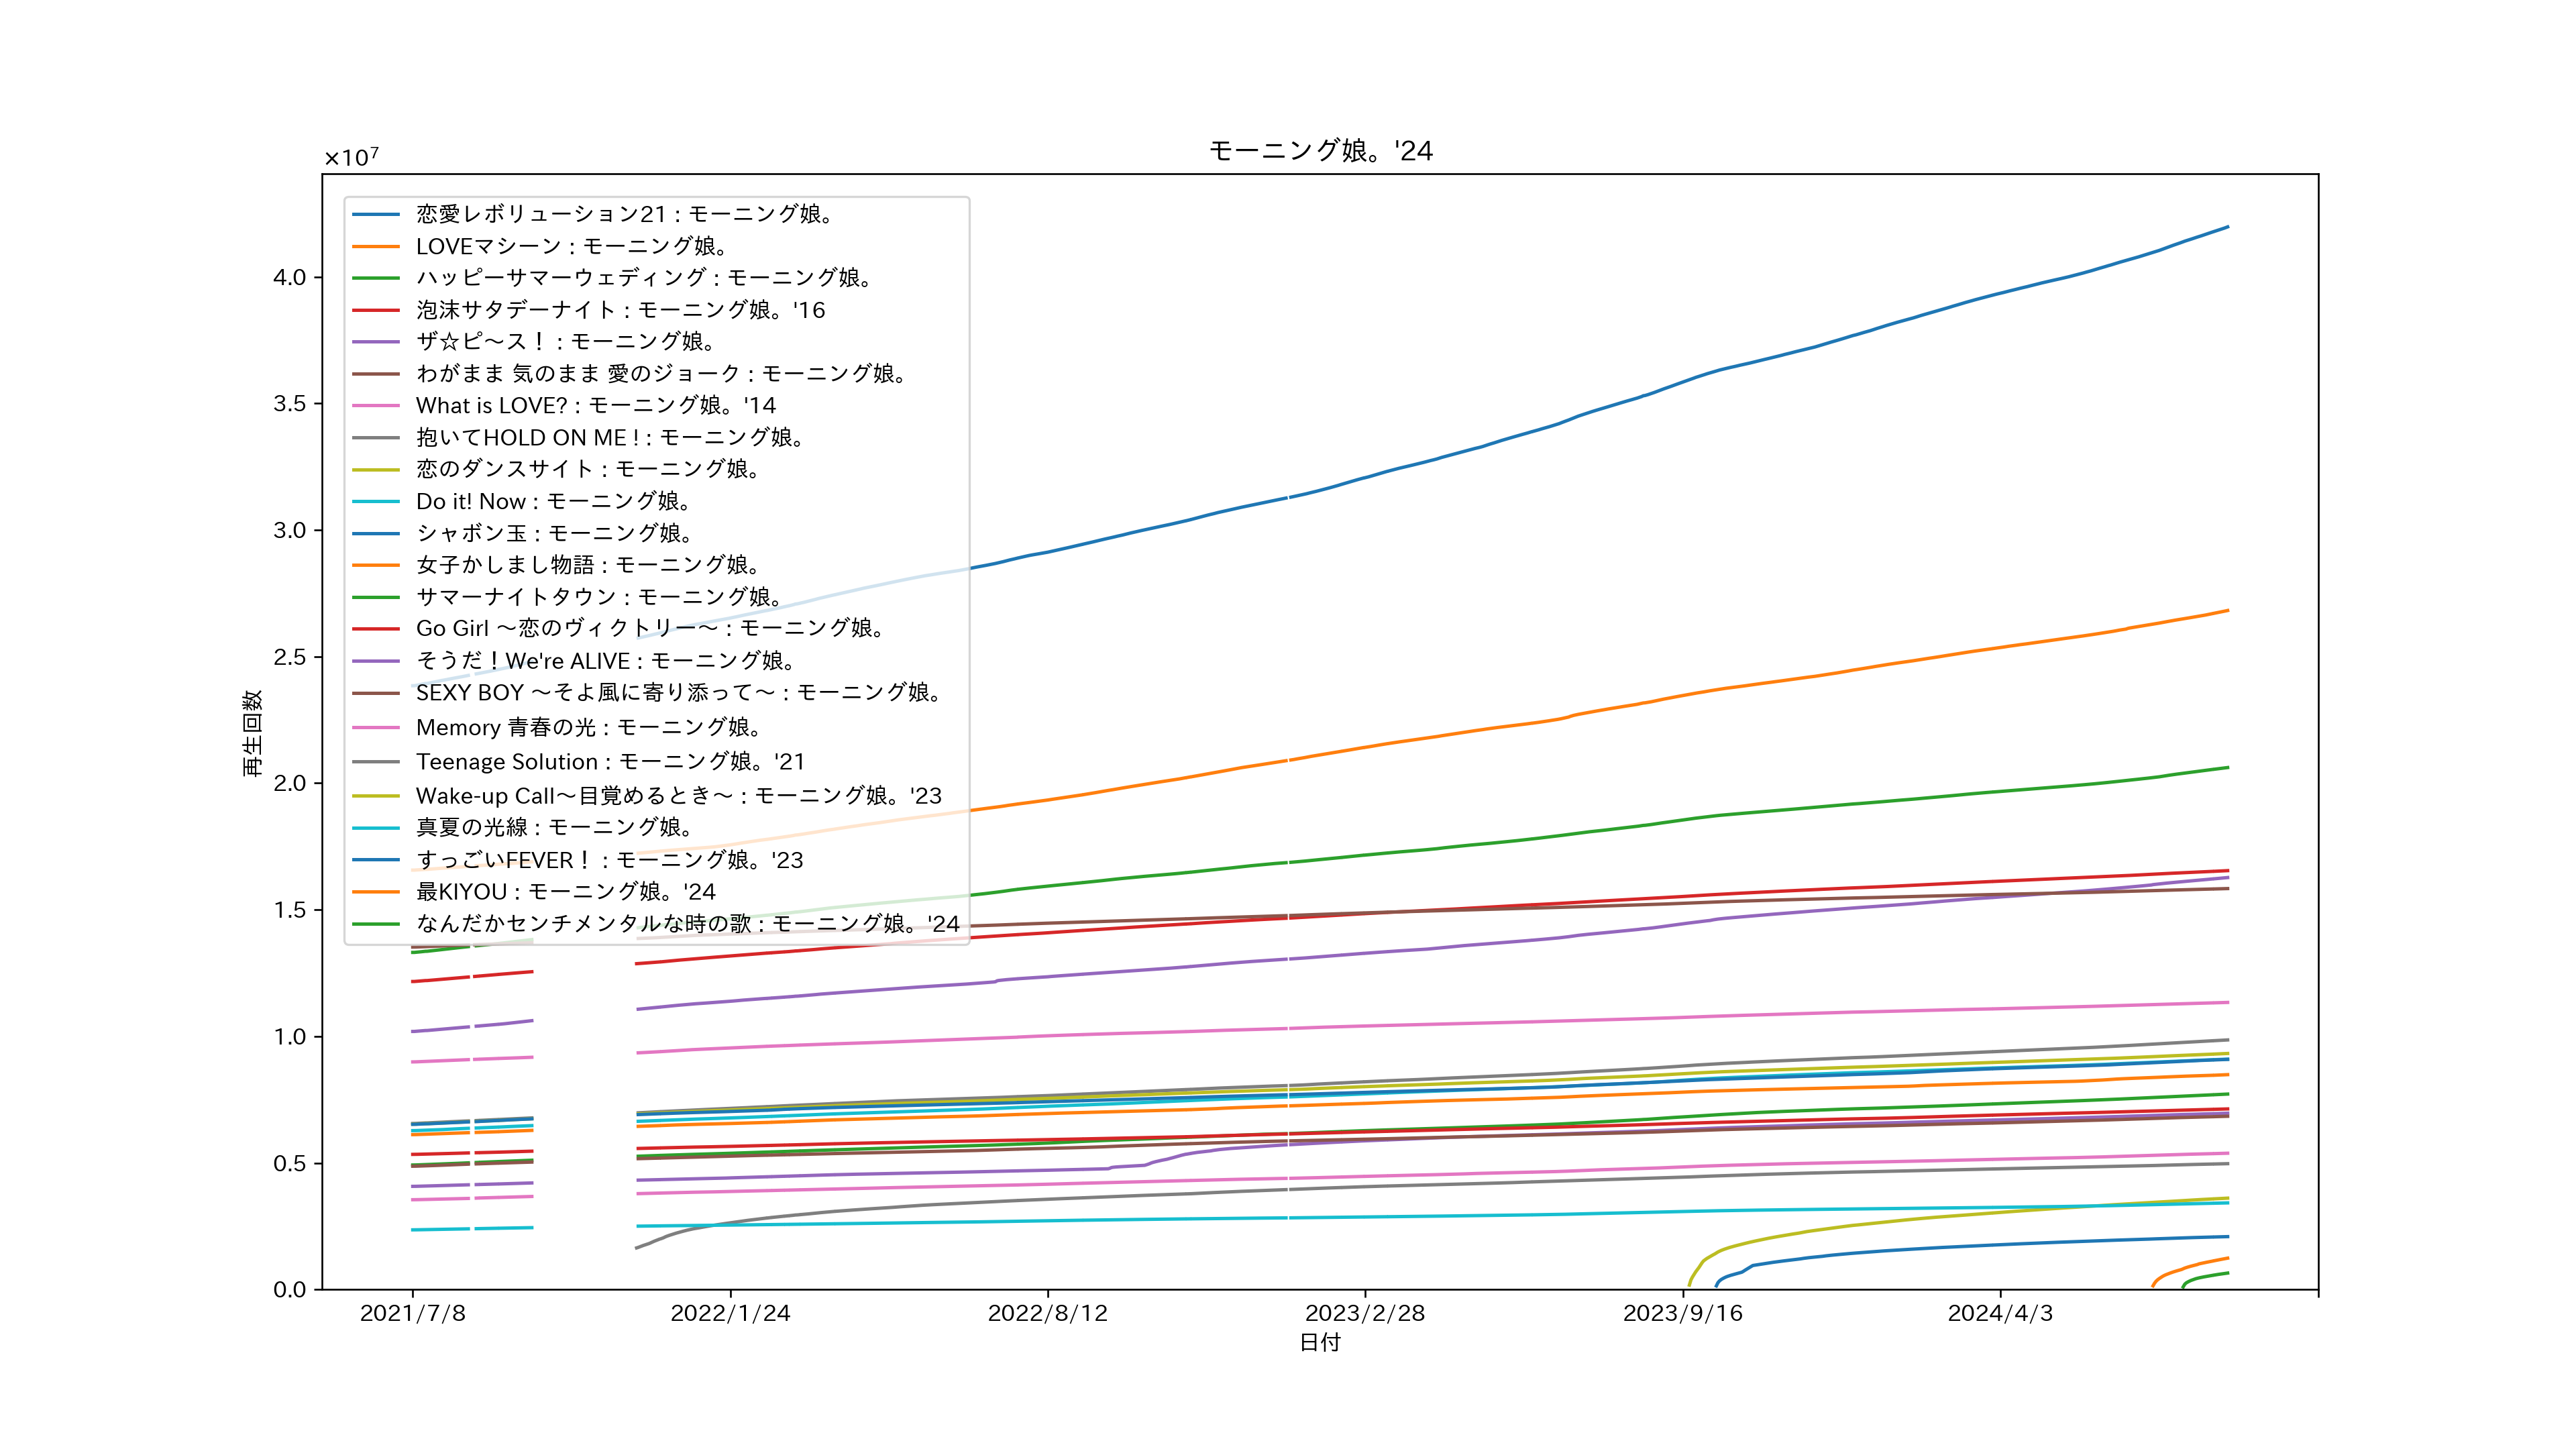 モーニング娘。'24
×10⁷
恋愛レボリューション21 : モーニング娘。
LOVEマシーン : モーニング娘。
ハッピーサマーウェディング : モーニング娘。
泡沫サタデーナイト : モーニング娘。'16
ザ☆ピ～ス！ : モーニング娘。
わがまま 気のまま 愛のジョーク : モーニング娘。
What is LOVE? : モーニング娘。'14
抱いてHOLD ON ME ! : モーニング娘。
恋のダンスサイト : モーニング娘。
Do it! Now : モーニング娘。
シャボン玉 : モーニング娘。
女子かしまし物語 : モーニング娘。
サマーナイトタウン : モーニング娘。
Go Girl ～恋のヴィクトリー～ : モーニング娘。
そうだ！We're ALIVE : モーニング娘。
SEXY BOY ～そよ風に寄り添って～ : モーニング娘。
Memory 青春の光 : モーニング娘。
Teenage Solution : モーニング娘。'21
Wake-up Call～目覚めるとき～ : モーニング娘。'23
真夏の光線 : モーニング娘。
すっごいFEVER！ : モーニング娘。'23
最KIYOU : モーニング娘。'24
なんだかセンチメンタルな時の歌 : モーニング娘。'24
4.0
3.5
3.0
2.5
2.0
1.5
1.0
0.5
0.0
再生回数
2021/7/8 2022/1/24 2022/8/12 2023/2/28 2023/9/16 2024/4/3
日付